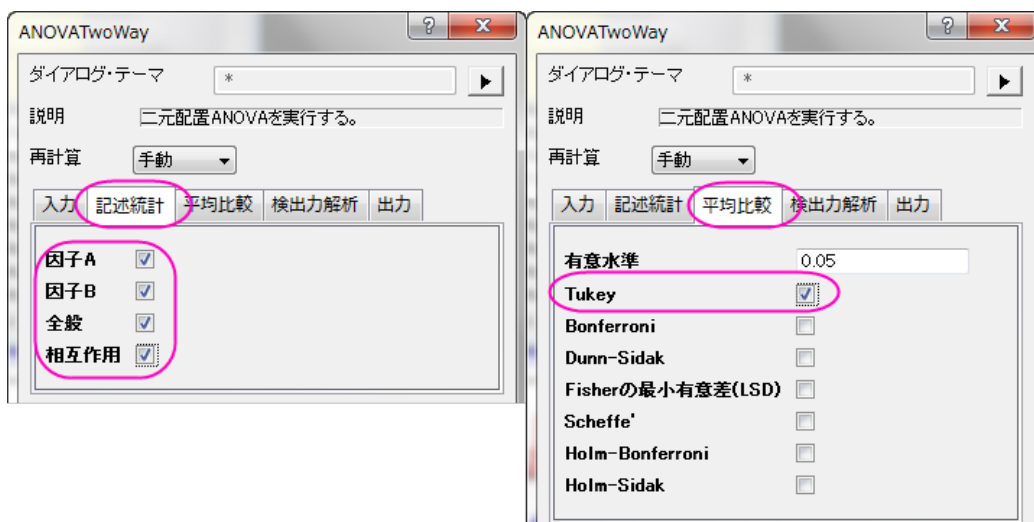 ANOVATwoWay
ダイアログ・テーマ *
説明 二元配置ANOVAを実行する。
再計算 手動
入力 記述統計 平均比較 検出力解析 出力
因子A
因子B
全般
相互作用
ANOVATwoWay
ダイアログ・テーマ *
説明 二元配置ANOVAを実行する。
再計算 手動
入力 記述統計 平均比較 検出力解析 出力
有意水準 0.05
Tukey
Bonferroni
Dunn-Sidak
Fisherの最小有意差(LSD)
Scheffe'
Holm-Bonferroni
Holm-Sidak